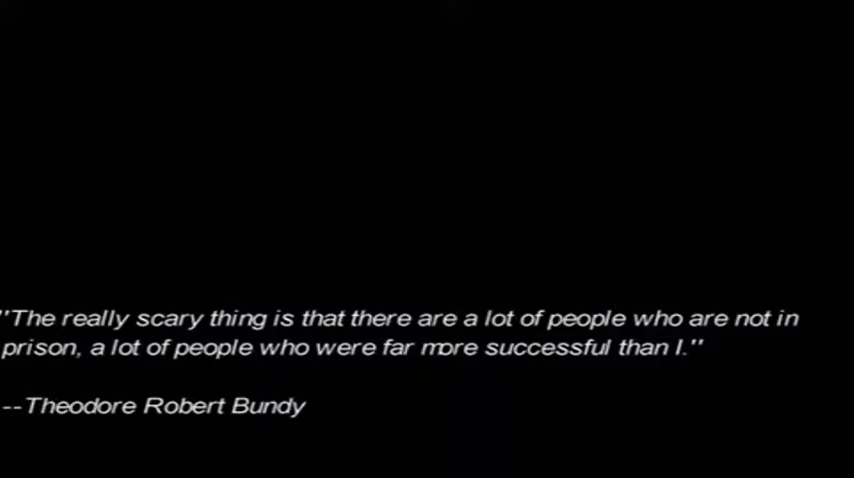 ''The really scary thing is that there are a lot of people who are not in
prison, a lot of people who were far more successful than I.''
--Theodore Robert Bundy